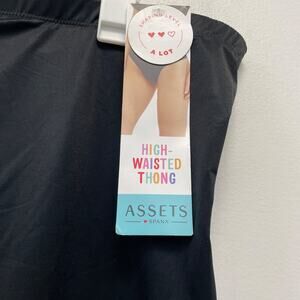 SHAPING LEVEL
A LOT
HIGH-
WAISTED
THONG
ASSETS
SPANX